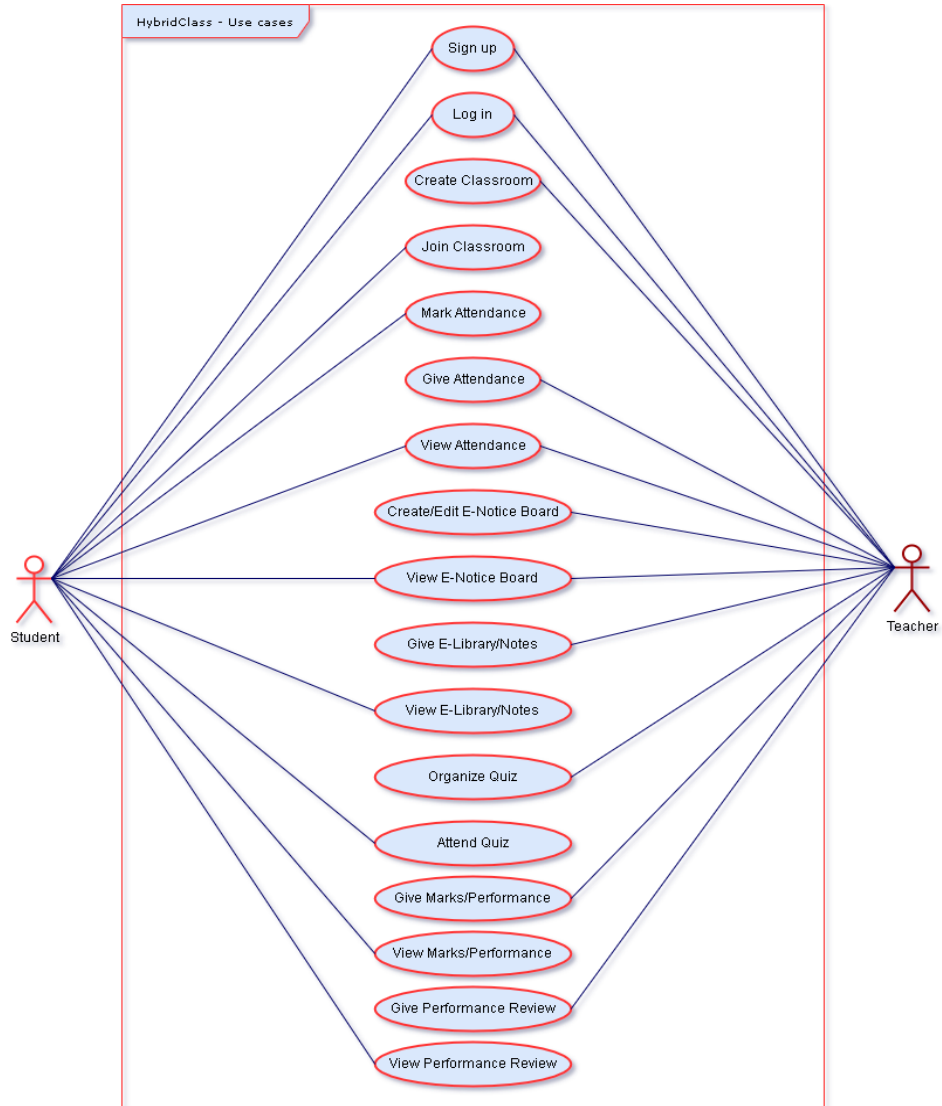 HybridClass - Use cases
Sign up
Log in
Create Classroom
Join Classroom
Mark Attendance
Give Attendance
View Attendance
Create/Edit E-Notice Board
View E-Notice Board
Student
Teacher
Give E-Library/Notes
View E-Library/Notes
Organize Quiz
Attend Quiz
Give Marks/Performance
View Marks/Performance
Give Performance Review
View Performance Review